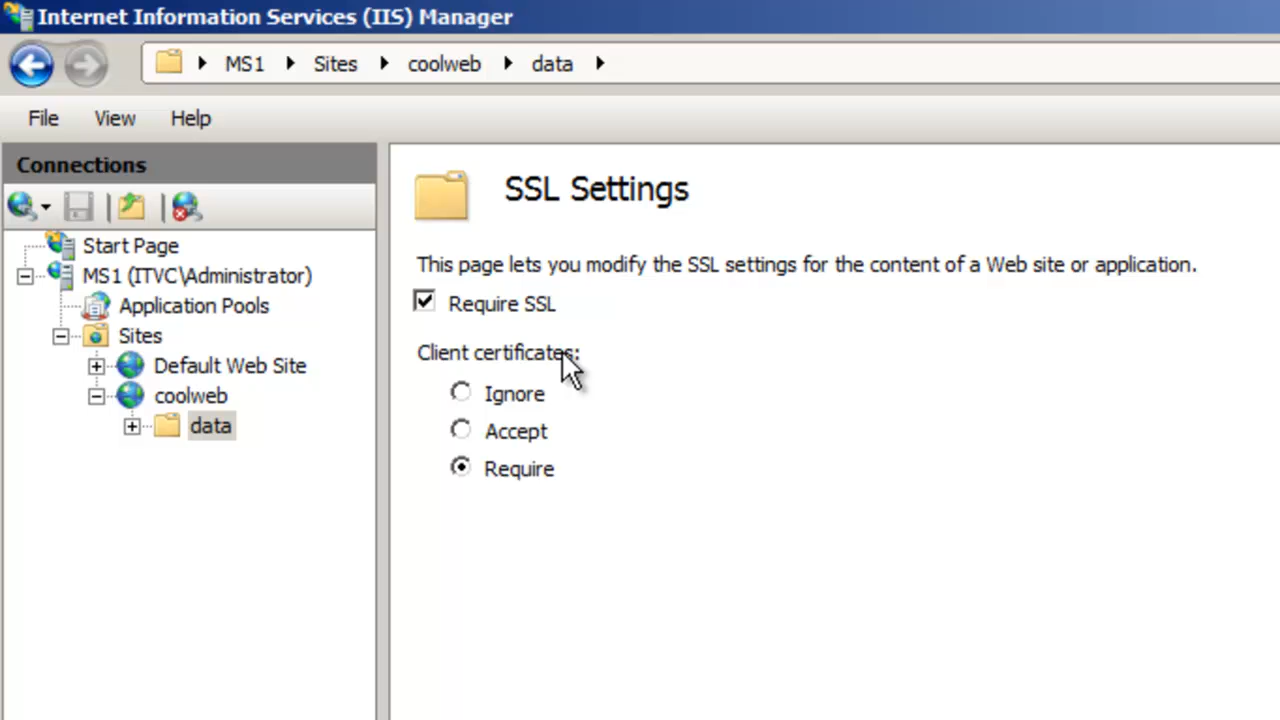 Internet Information Services (IIS) Manager
MS1 Sites coolweb data
File View Help
Connections
Start Page
MS1 (ITVC\Administrator)
Application Pools
Sites
Default Web Site
coolweb
data
SSL Settings
This page lets you modify the SSL settings for the content of a Web site or application.
Require SSL
Client certificates:
Ignore
Accept
Require